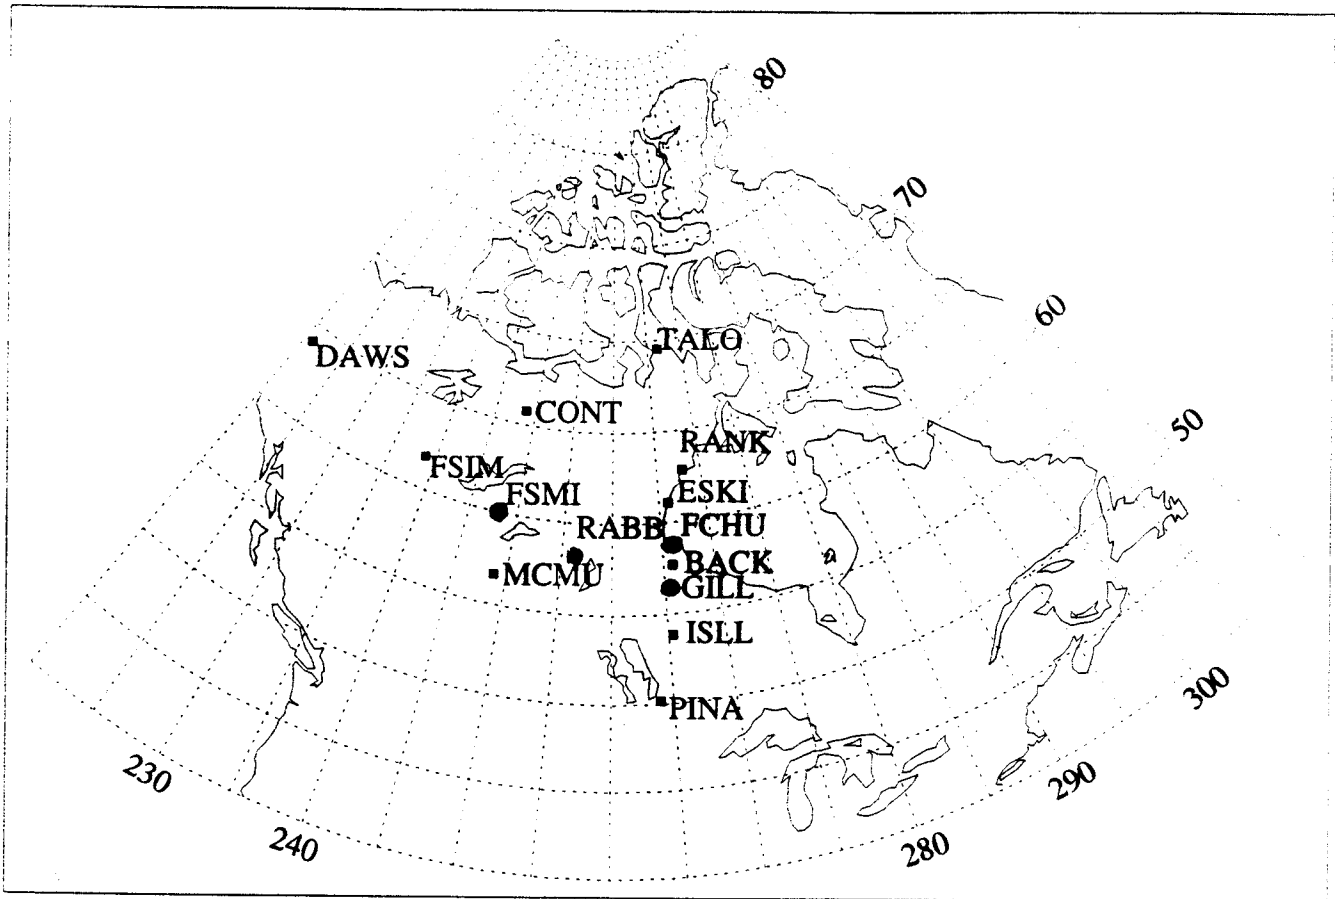 80
70
60
TALO
DAWS
CONT
50
RANK
FSIM
ESKI
FSMI
RABB
FCHU
BACK
MCMU
GILL
ISLL
300
PINA
230
290
240
280